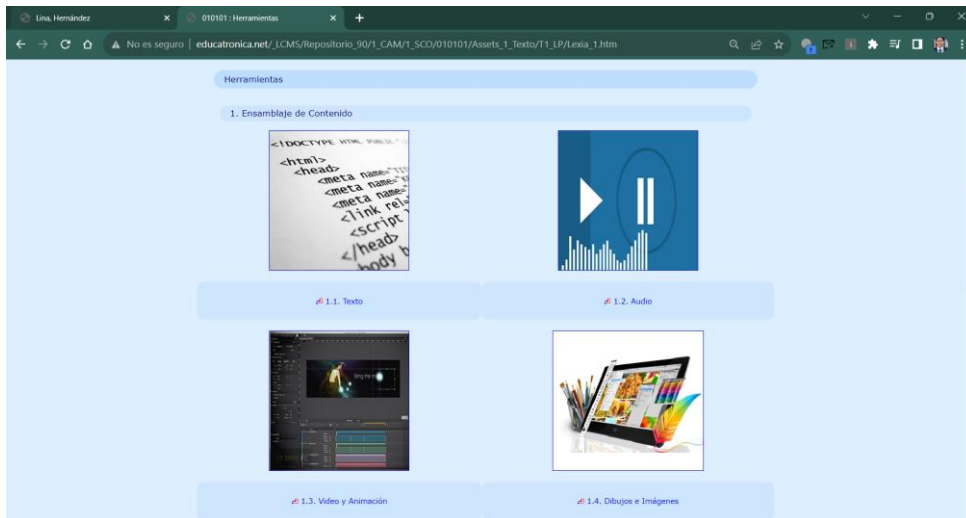 Lina, Hernández
010101 : Herramientas
No es seguro | educatronica.net/_LCMS/Repositorio_90/1_CAM/1_SCO/010101/Assets_1_Texto/T1_LP/Lexia_1.htm
Herramientas
1. Ensamblaje de Contenido
<!DOCTYPE HTML PUBLIC
<html>
<head>
<meta name="
<meta name=
<meta name=
<link rel=
<script
</head>
<body
1.1. Texto
1.2. Audio
1.3. Video y Animación
1.4. Dibujos e Imágenes